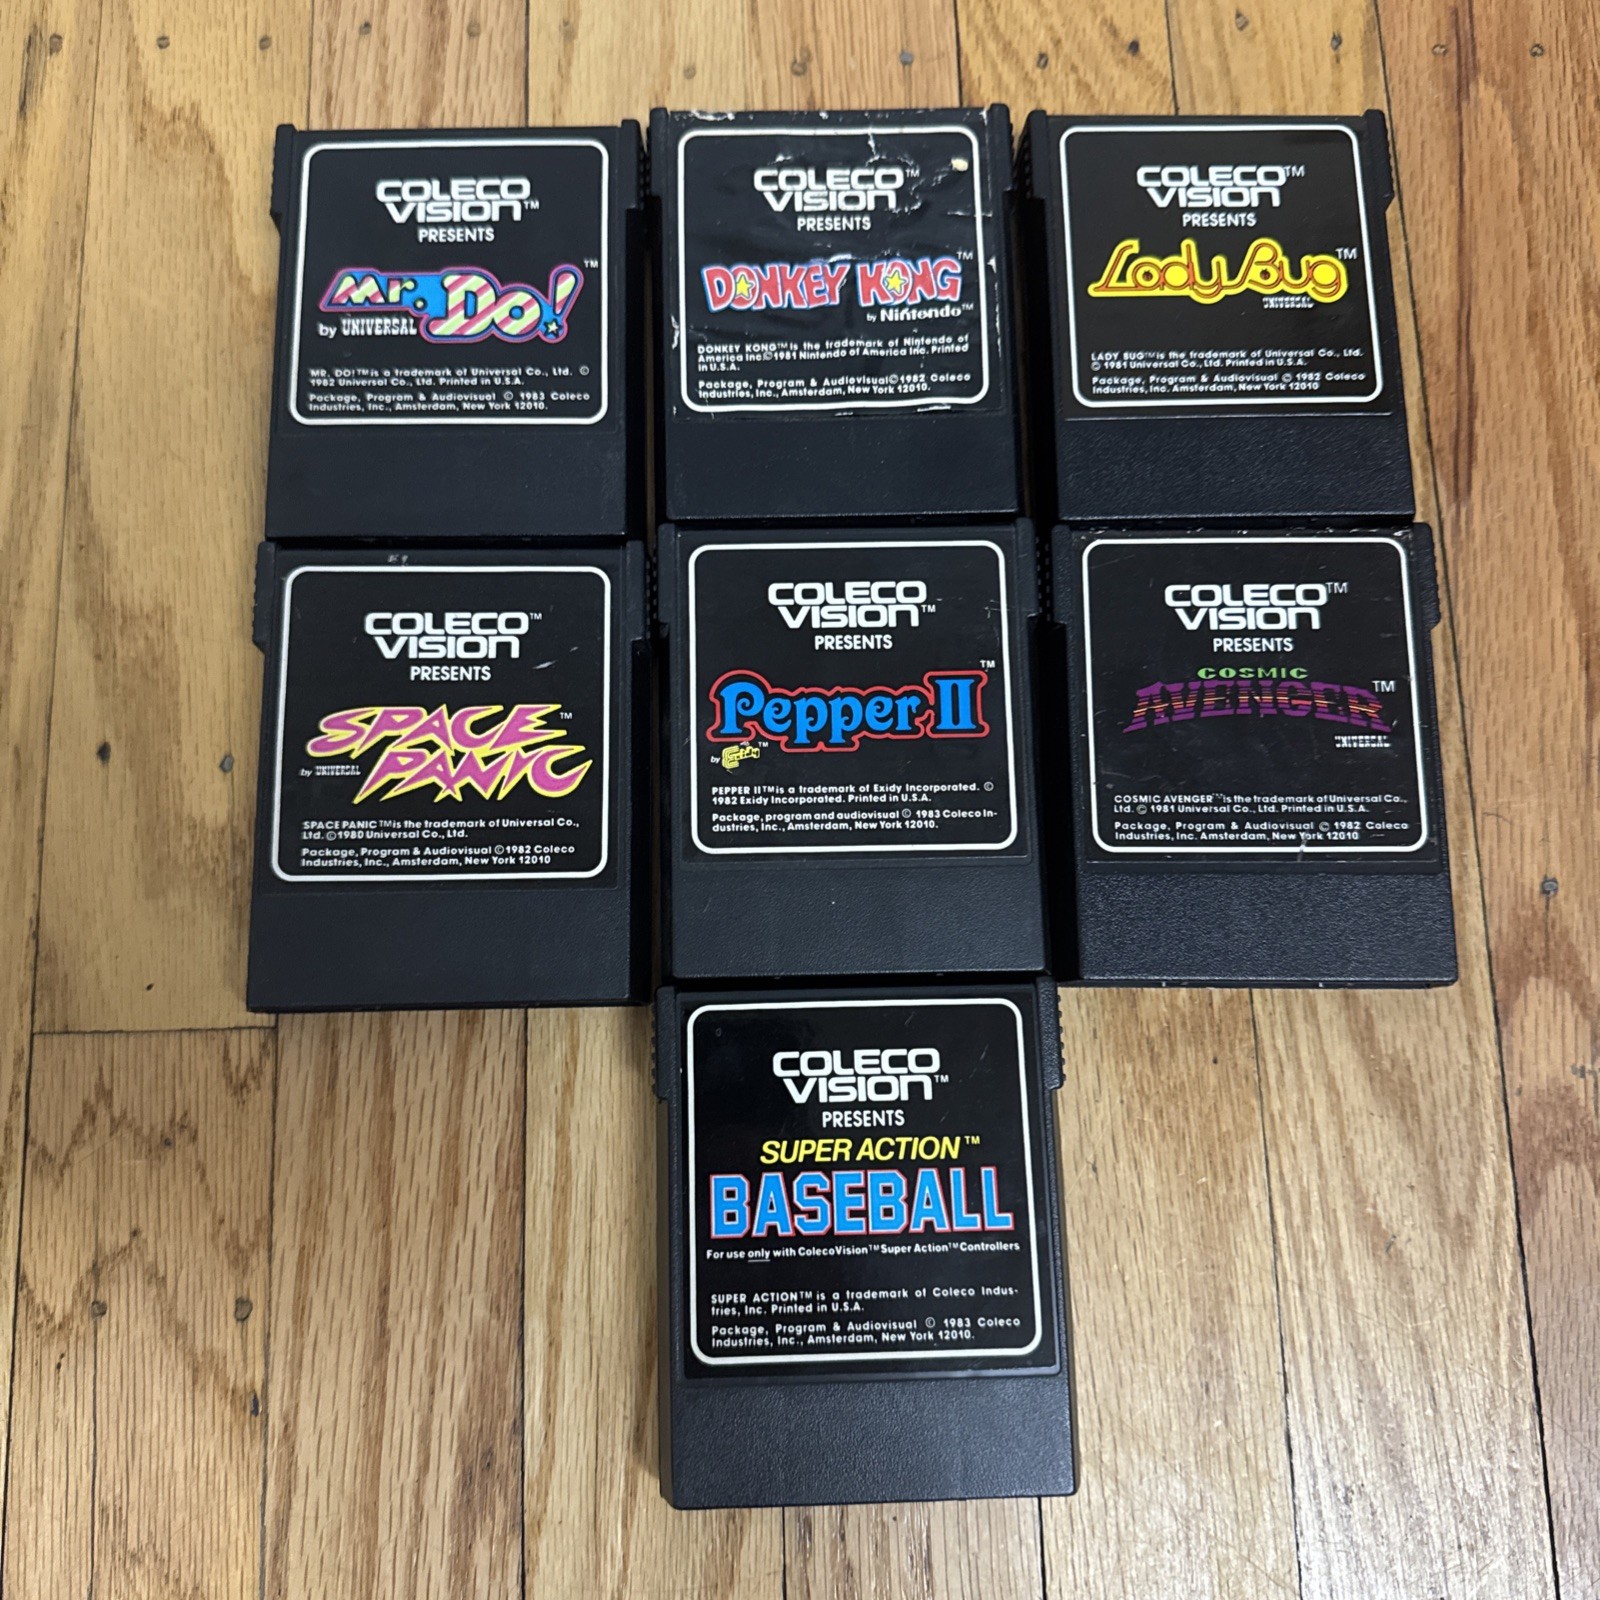 COLECO
VISION™
PRESENTS
Mr. Do!™
by UNIVERSAL
MR. DO!™ is a trademark of Universal Co., Ltd. ©
1982 Universal Co., Ltd. Printed in U.S.A.
Package, Program & Audiovisual © 1983 Coleco
Industries, Inc., Amsterdam, New York 12010.
COLECO™
VISION
PRESENTS
DONKEY KONG™
by Nintendo™
DONKEY KONG™ is the trademark of Nintendo of
America Inc.© 1981 Nintendo of America Inc. Printed
in U.S.A.
Package, Program & Audiovisual © 1982 Coleco
Industries, Inc., Amsterdam, New York 12010.
COLECO™
VISION
PRESENTS
Lady Bug™
UNIVERSAL
LADY BUG™ is the trademark of Universal Co., Ltd.
© 1981 Universal Co., Ltd. Printed in U.S.A.
Package, Program & Audiovisual © 1982 Coleco
Industries, Inc. Amsterdam, New York 12010
COLECO™
VISION
PRESENTS
SPACE™
PANIC
by UNIVERSAL
SPACE PANIC™ is the trademark of Universal Co.,
Ltd. © 1980 Universal Co., Ltd.
Package, Program & Audiovisual © 1982 Coleco
Industries, Inc., Amsterdam, New York 12010
COLECO
VISION™
PRESENTS
Pepper II™
by Exidy™
PEPPER II™ is a trademark of Exidy Incorporated. ©
1982 Exidy Incorporated. Printed in U.S.A.
Package, program and audiovisual © 1983 Coleco In-
dustries, Inc., Amsterdam, New York 12010.
COLECO™
VISION
PRESENTS
COSMIC
AVENGER™
UNIVERSAL
COSMIC AVENGER™ is the trademark of Universal Co.,
Ltd. © 1981 Universal Co., Ltd. Printed in U.S.A.
Package, Program & Audiovisual © 1982 Coleco
Industries, Inc., Amsterdam, New York 12010
COLECO
VISION™
PRESENTS
SUPER ACTION™
BASEBALL
For use only with ColecoVision™ Super Action™ Controllers
SUPER ACTION™ is a trademark of Coleco Indus-
tries, Inc. Printed in U.S.A.
Package, Program & Audiovisual © 1983 Coleco
Industries, Inc., Amsterdam, New York 12010.